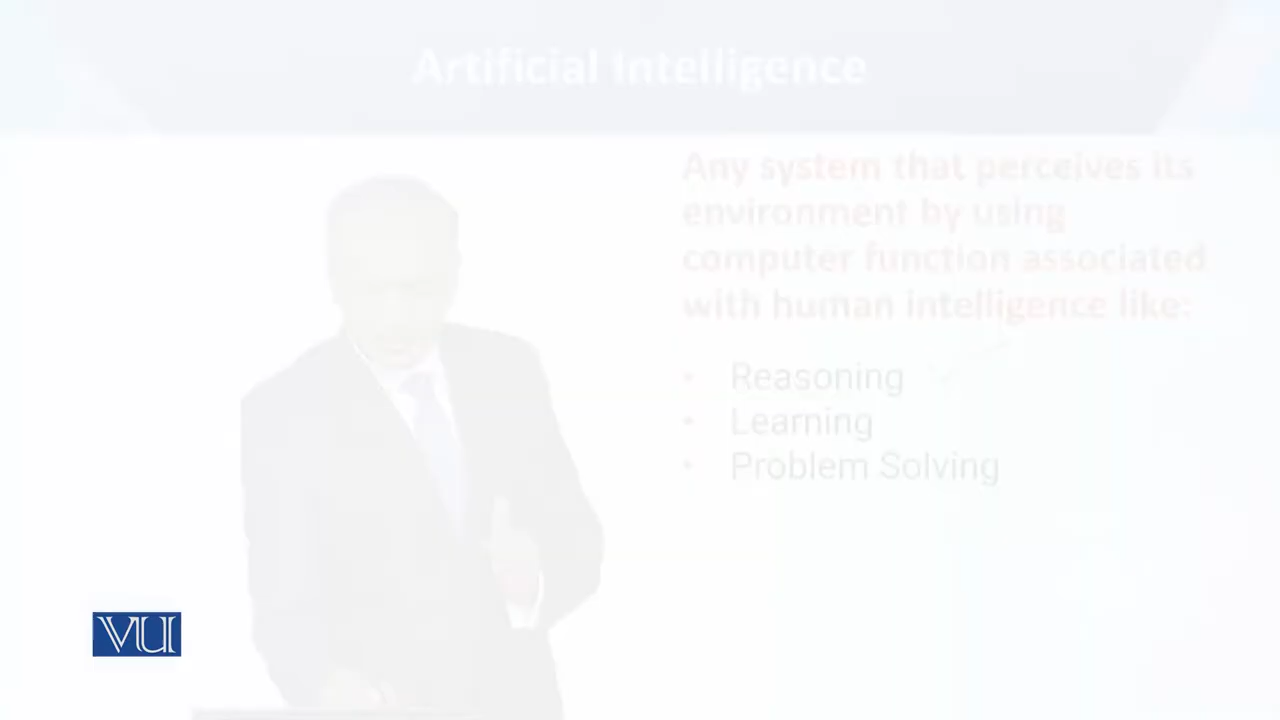 Artificial Intelligence
Any system that perceives its
environment by using
computer function associated
with human intelligence like:
• Reasoning
• Learning
• Problem Solving
VU